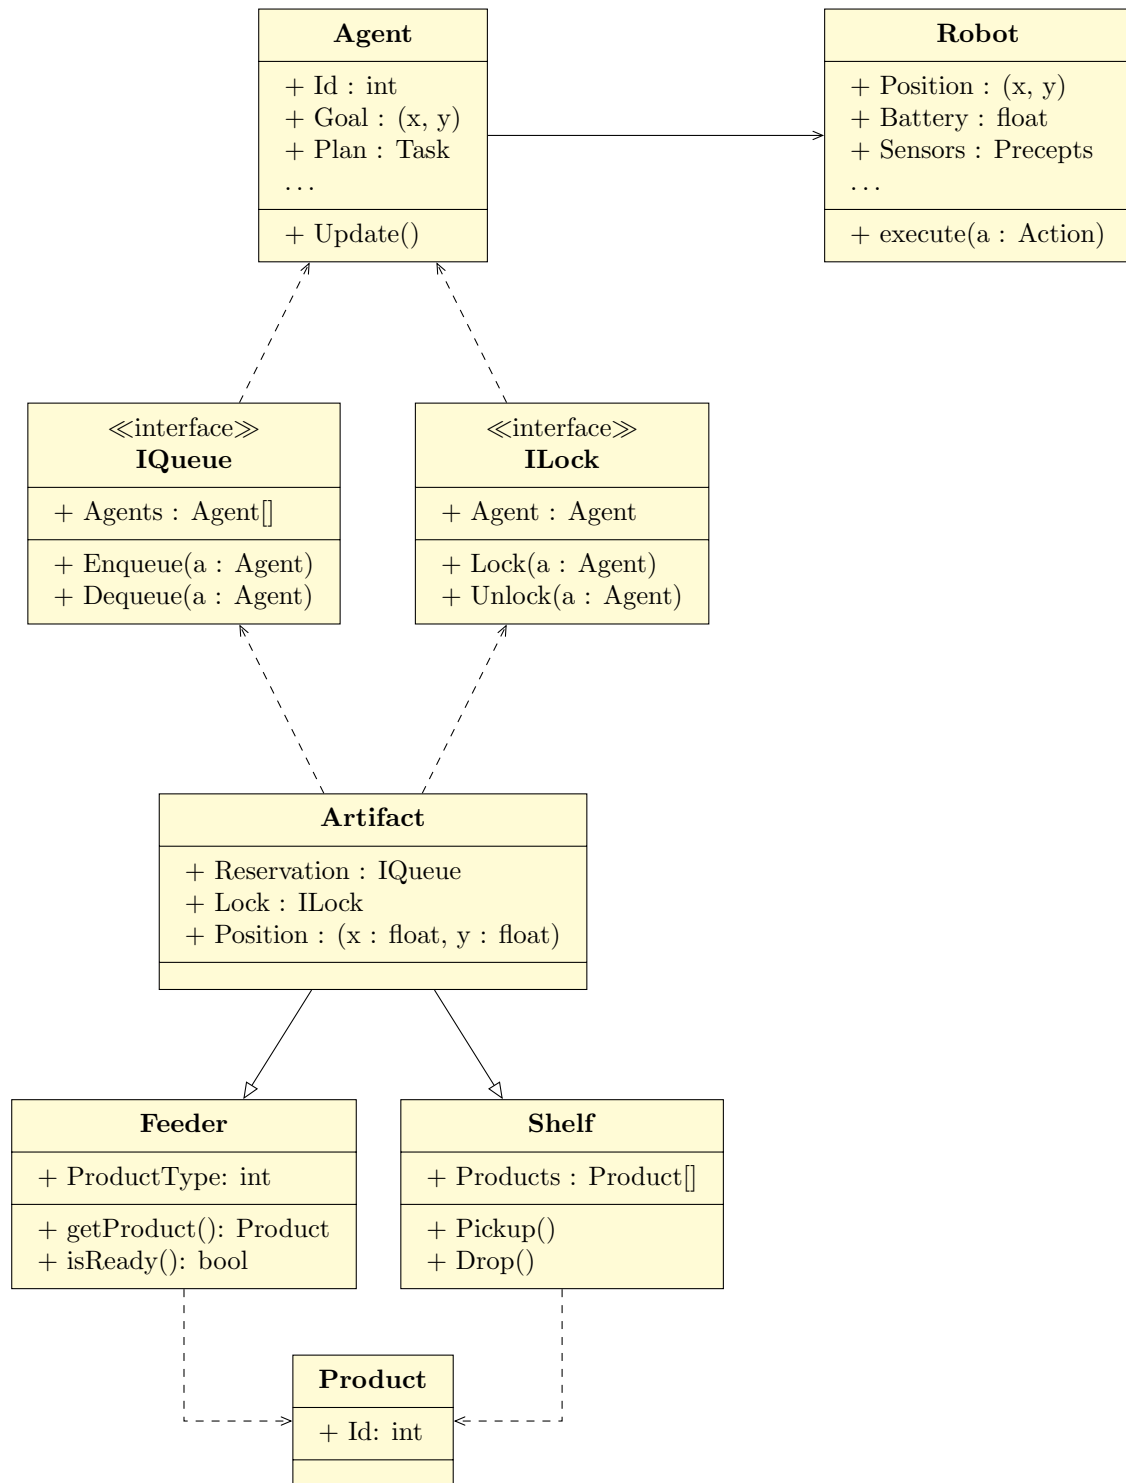 Agent
+ Id : int
+ Goal : (x, y)
+ Plan : Task
...
+ Update()
Robot
+ Position : (x, y)
+ Battery : float
+ Sensors : Precepts
...
+ execute(a : Action)
≪interface≫
IQueue
+ Agents : Agent[]
+ Enqueue(a : Agent)
+ Dequeue(a : Agent)
≪interface≫
ILock
+ Agent : Agent
+ Lock(a : Agent)
+ Unlock(a : Agent)
Artifact
+ Reservation : IQueue
+ Lock : ILock
+ Position : (x : float, y : float)
Feeder
+ ProductType: int
+ getProduct(): Product
+ isReady(): bool
Shelf
+ Products : Product[]
+ Pickup()
+ Drop()
Product
+ Id: int